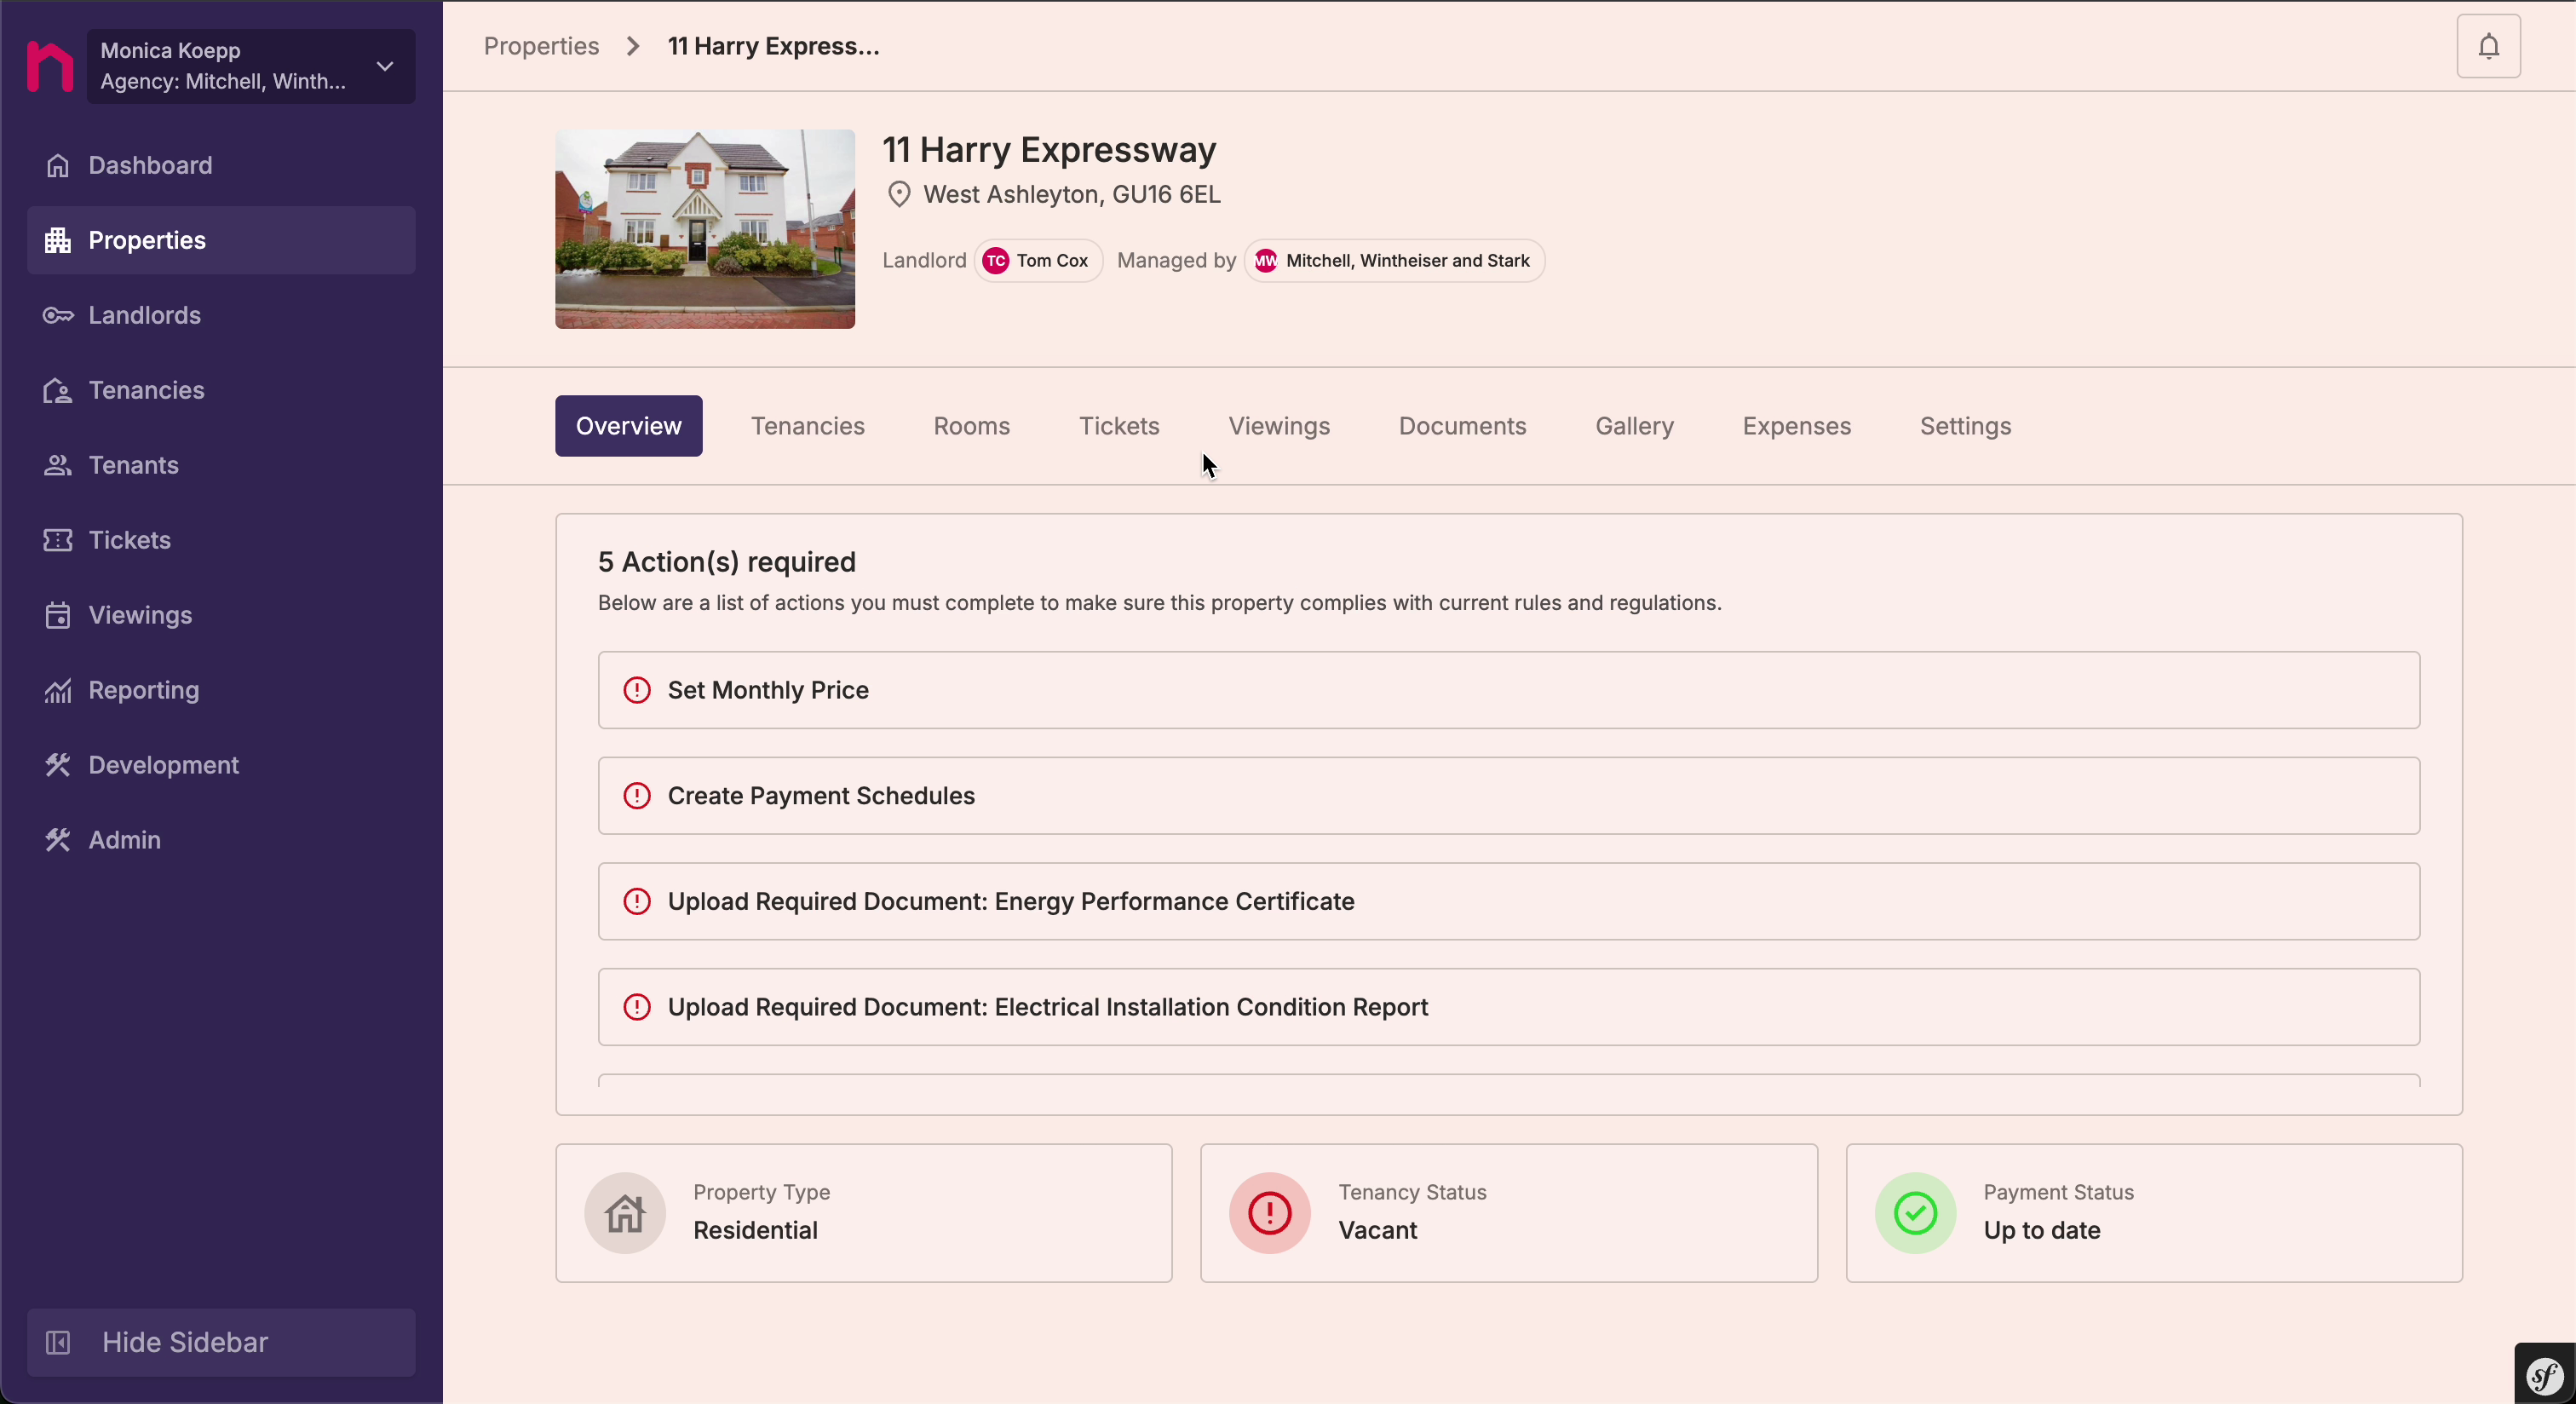 Monica Koepp
Agency: Mitchell, Winth...
Dashboard
Properties
Landlords
Tenancies
Tenants
Tickets
Viewings
Reporting
Development
Admin
Hide Sidebar
Properties
11 Harry Express...
11 Harry Expressway
West Ashleyton, GU16 6EL
Landlord TC Tom Cox Managed by MW Mitchell, Wintheiser and Stark
Overview Tenancies Rooms Tickets Viewings Documents Gallery Expenses Settings
5 Action(s) required
Below are a list of actions you must complete to make sure this property complies with current rules and regulations.
Set Monthly Price
Create Payment Schedules
Upload Required Document: Energy Performance Certificate
Upload Required Document: Electrical Installation Condition Report
Property Type
Residential
Tenancy Status
Vacant
Payment Status
Up to date
sf